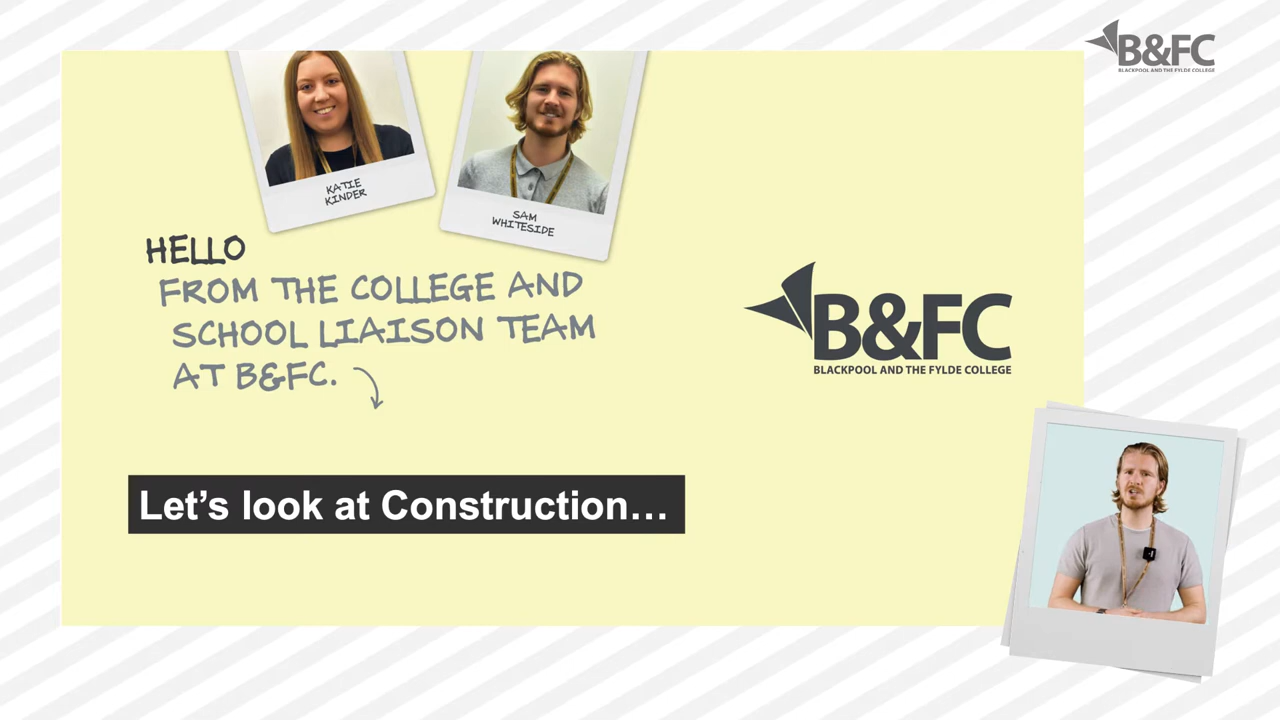 B&FC
BLACKPOOL AND THE FYLDE COLLEGE
KATIE
KINDER
SAM
WHITESIDE
HELLO
FROM THE COLLEGE AND
SCHOOL LIAISON TEAM
AT B&FC.
B&FC
BLACKPOOL AND THE FYLDE COLLEGE
Let’s look at Construction…